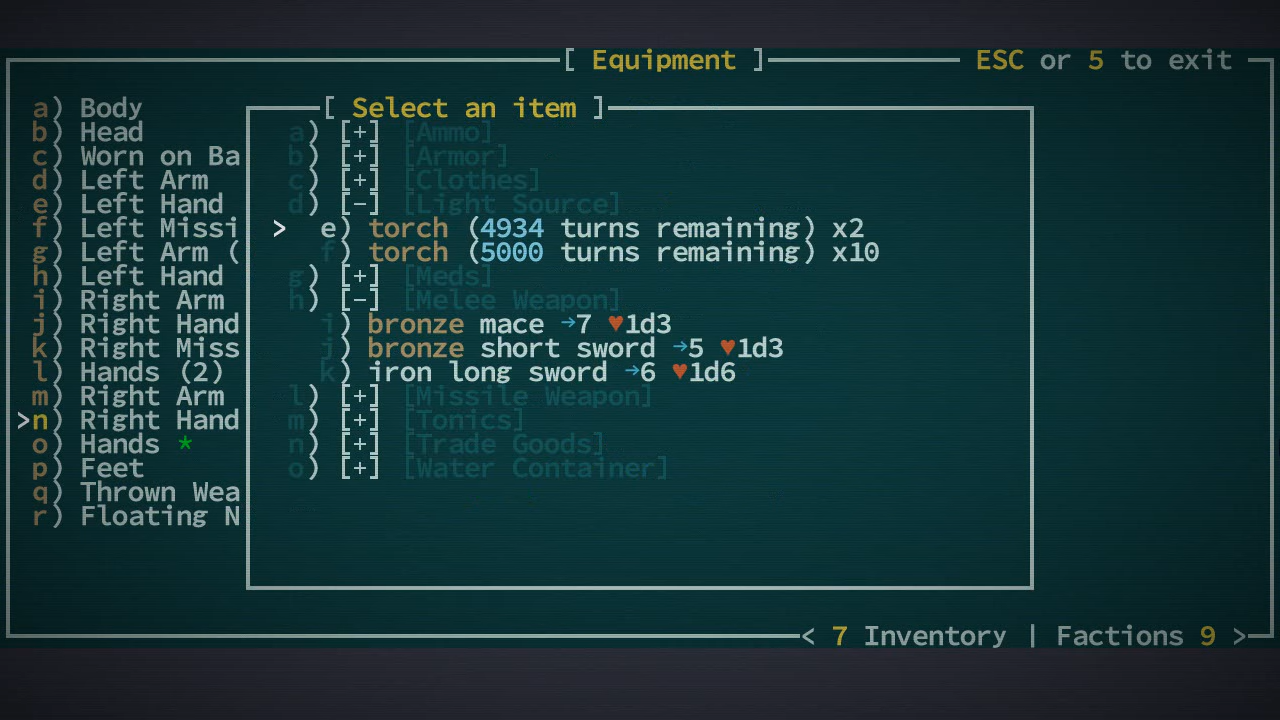 [ Equipment ] ESC or 5 to exit
[ Select an item ]
a) Body
b) Head
c) Worn on Ba
d) Left Arm
e) Left Hand
f) Left Missi
g) Left Arm (
h) Left Hand
i) Right Arm
j) Right Hand
k) Right Miss
l) Hands (2)
m) Right Arm
>n) Right Hand
o) Hands *
p) Feet
q) Thrown Wea
r) Floating N
a) [+] [Ammo]
b) [+] [Armor]
c) [+] [Clothes]
d) [-] [Light Source]
> e) torch (4934 turns remaining) x2
f) torch (5000 turns remaining) x10
g) [+] [Meds]
h) [-] [Melee Weapon]
i) bronze mace →7 ♥1d3
j) bronze short sword →5 ♥1d3
k) iron long sword →6 ♥1d6
l) [+] [Missile Weapon]
m) [+] [Tonics]
n) [+] [Trade Goods]
o) [+] [Water Container]
< 7 Inventory | Factions 9 >